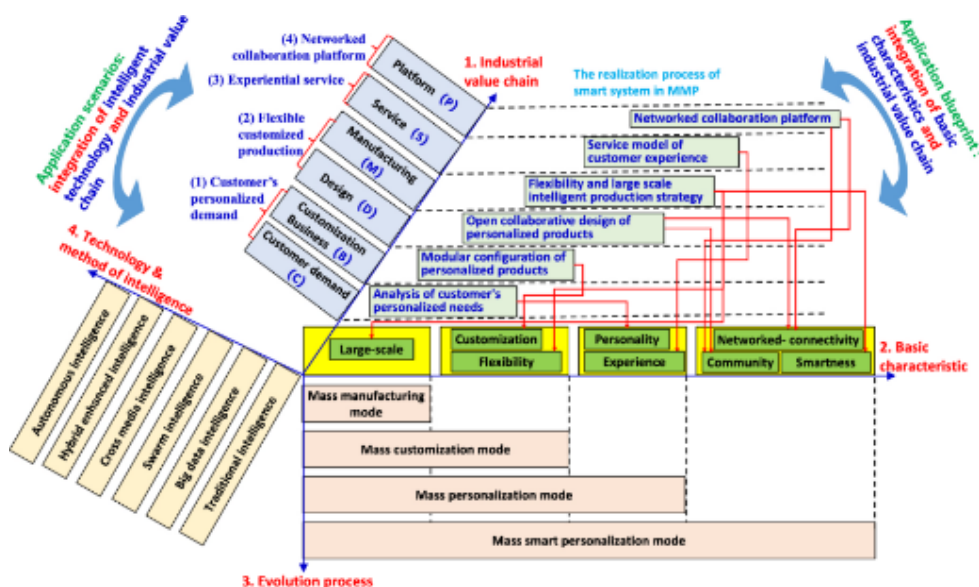 Application scenarios:
integration of intelligent
technology and industrial value
chain
(4) Networked
collaboration platform
(3) Experiential service
(2) Flexible
customized
production
(1) Customer's
personalized
demand
Platform (P)
Service (S)
Manufacturing
(M)
Design (D)
Customization
Business (B)
Customer demand
(C)
1. Industrial
value chain
The realization process of
smart system in MMP
Application blueprint :
integration of basic
characteristics and
industrial value chain
Networked collaboration platform
Service model of
customer experience
Flexibility and large scale
intelligent production strategy
Open collaborative design of
personalized products
Modular configuration of
personalized products
Analysis of customer's
personalized needs
4. Technology &
method of intelligence
Autonomous intelligence
Hybrid enhanced intelligence
Cross media intelligence
Swarm intelligence
Big data intelligence
Traditional intelligence
Large-scale
Customization
Flexibility
Personality
Experience
Networked- connectivity
Community
Smartness
2. Basic
characteristic
Mass manufacturing
mode
Mass customization mode
Mass personalization mode
Mass smart personalization mode
3. Evolution process